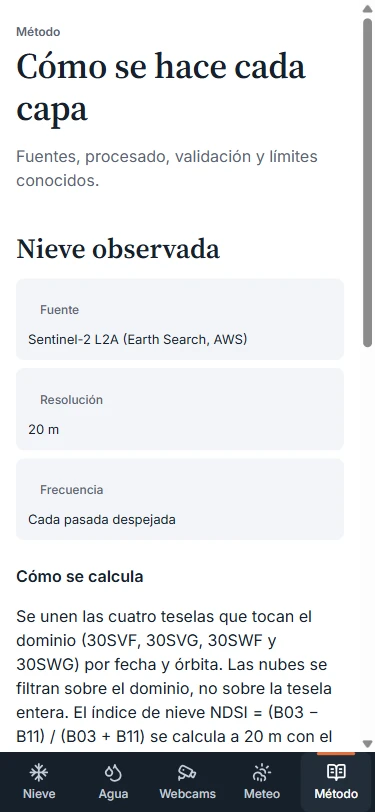 Método
Cómo se hace cada
capa
Fuentes, procesado, validación y límites
conocidos.
Nieve observada
Fuente
Sentinel-2 L2A (Earth Search, AWS)
Resolución
20 m
Frecuencia
Cada pasada despejada
Cómo se calcula
Se unen las cuatro teselas que tocan el
dominio (30SVF, 30SVG, 30SWF y
30SWG) por fecha y órbita. Las nubes se
filtran sobre el dominio, no sobre la tesela
entera. El índice de nieve NDSI = (B03 −
B11) / (B03 + B11) se calcula a 20 m con el
Nieve
Agua
Webcams
Meteo
Método